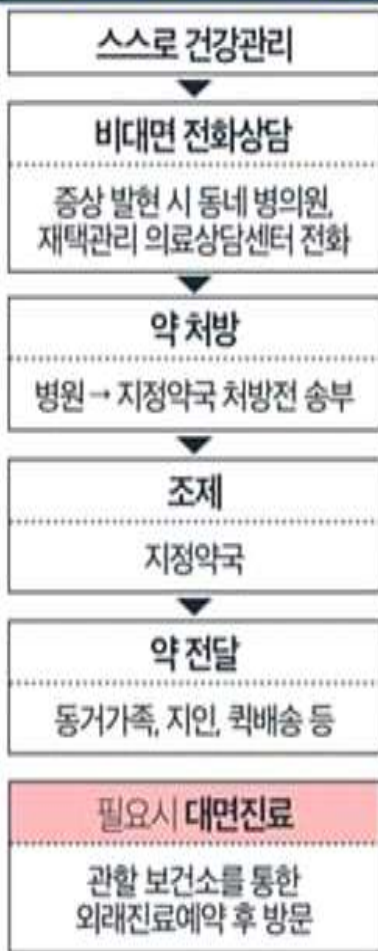 스스로 건강관리
비대면 전화상담
증상 발현 시 동네 병의원,
재택관리 의료상담센터 전화
약 처방
병원 → 지정약국 처방전 송부
조제
지정약국
약 전달
동거가족, 지인, 퀵배송 등
필요시 대면진료
관할 보건소를 통한
외래진료예약 후 방문